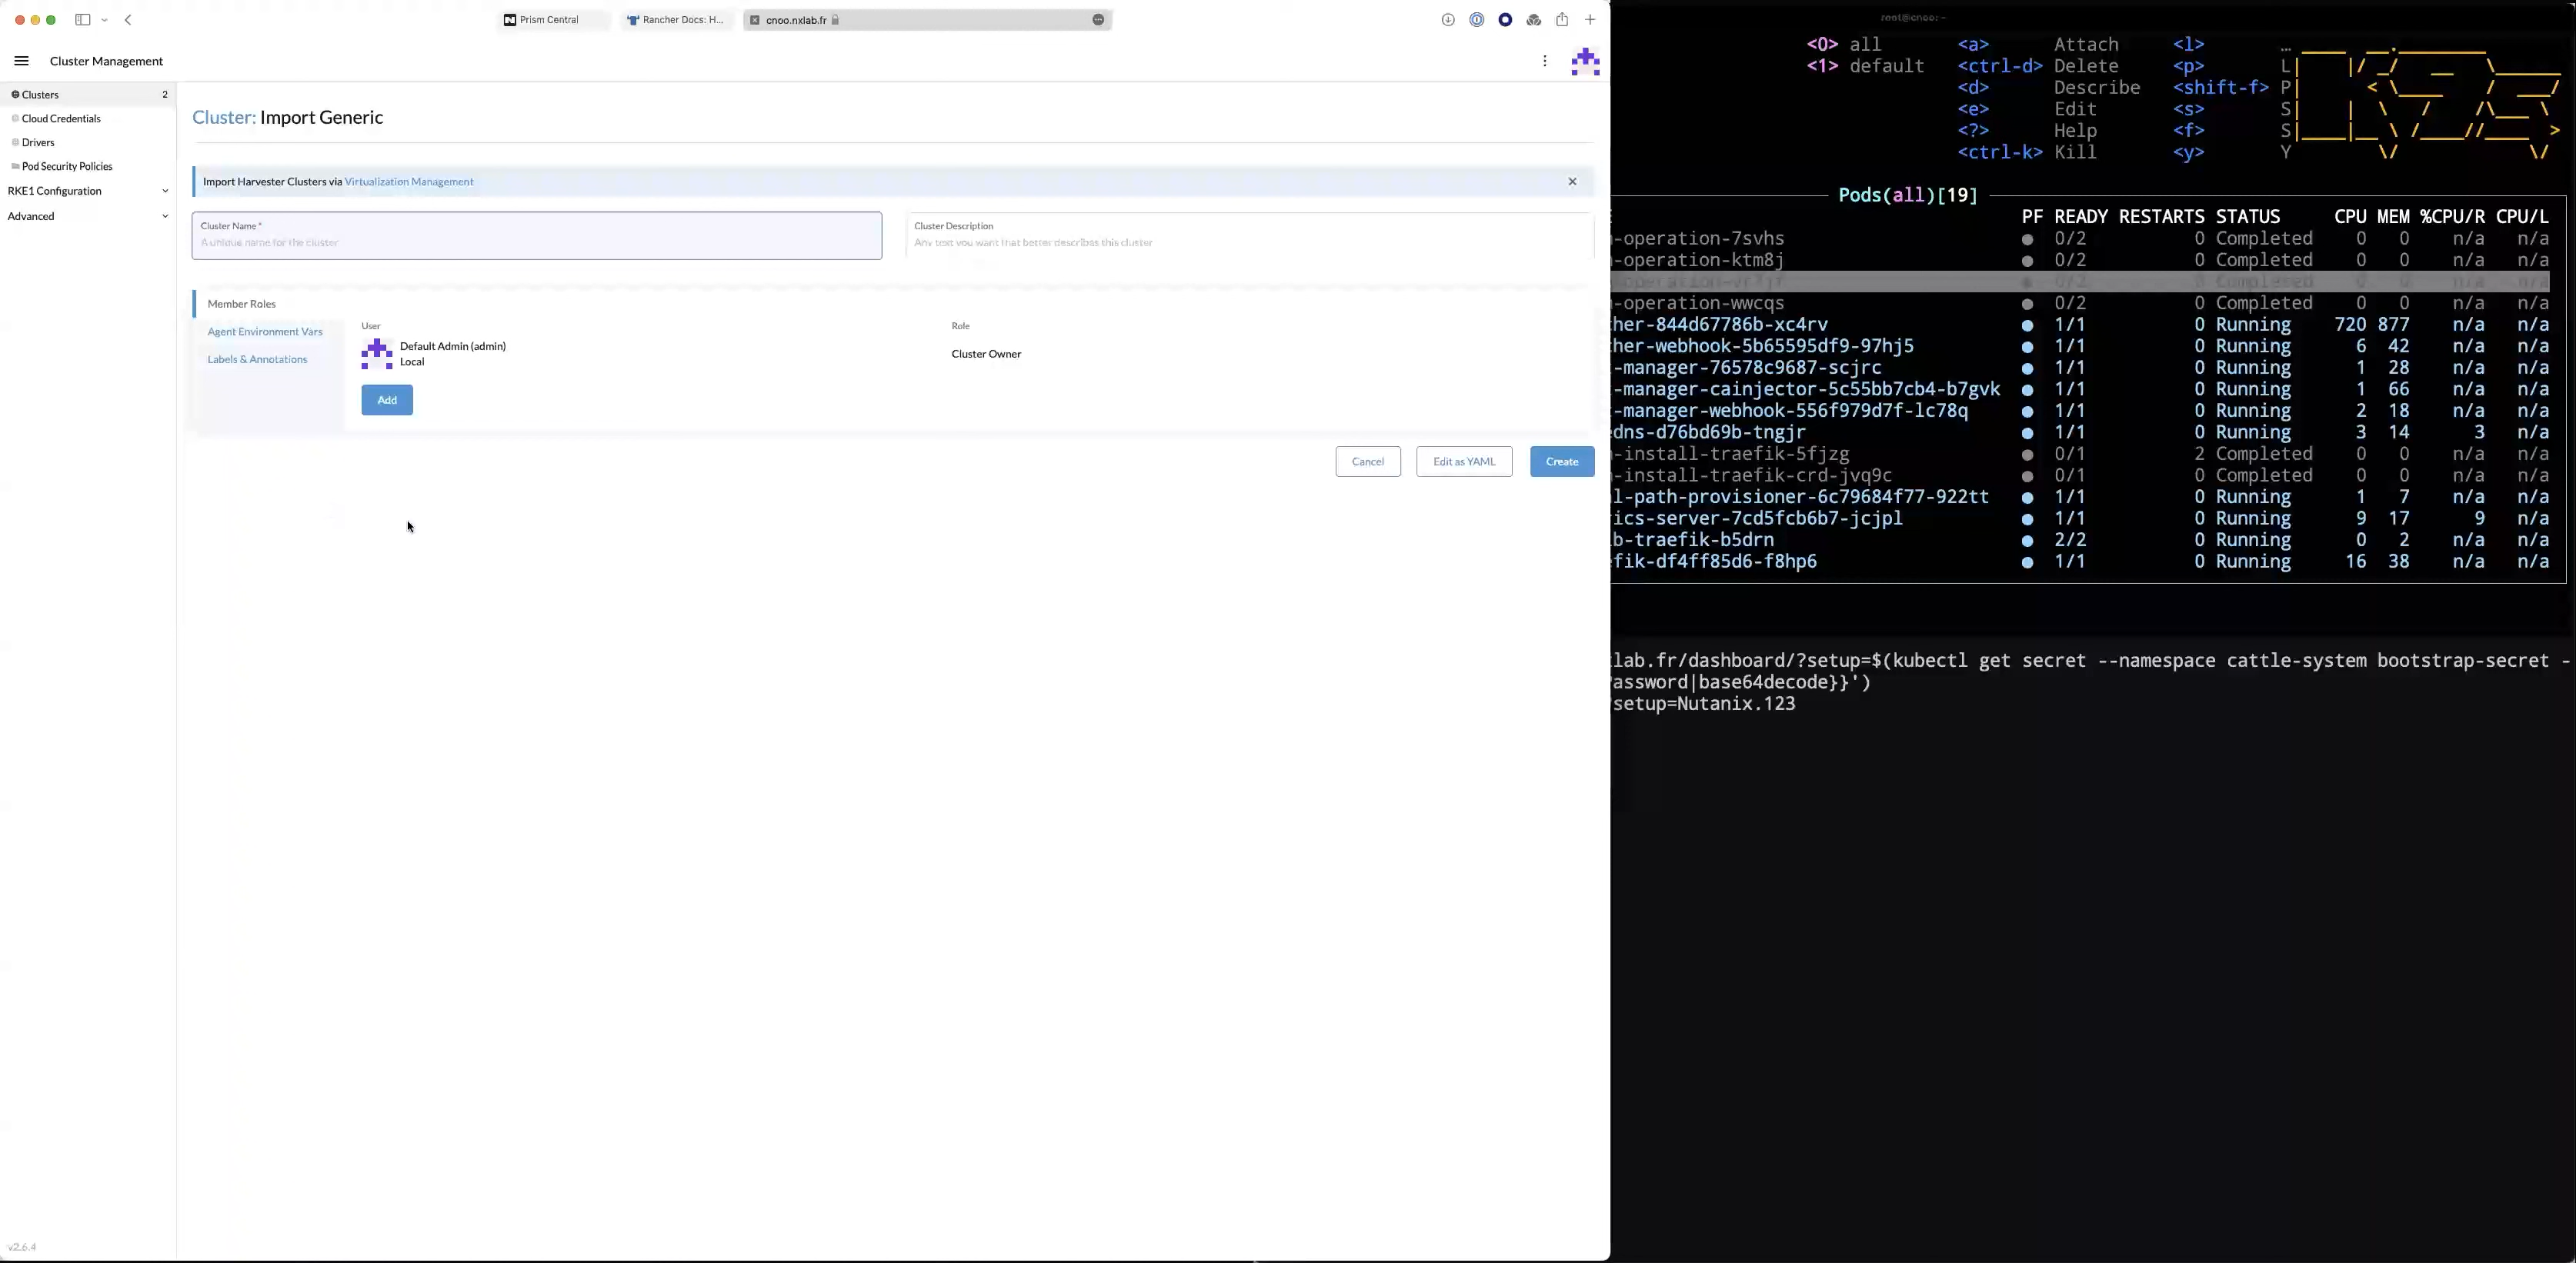 Prism Central
Rancher Docs: H...
cnoo.nxlab.fr
Cluster Management
Clusters 2
Cloud Credentials
Drivers
Pod Security Policies
RKE1 Configuration
Advanced
v2.6.4
Cluster: Import Generic
Import Harvester Clusters via Virtualization Management
Cluster Name *
A unique name for the cluster
Cluster Description
Any text you want that better describes this cluster
Member Roles
Agent Environment Vars
Labels & Annotations
User
Role
Default Admin (admin)
Local
Cluster Owner
Add
Cancel
Edit as YAML
Create
root@cnoo:~
<0> all <a> Attach <l> …
<1> default <ctrl-d> Delete <p> L
<d> Describe <shift-f> P
<e> Edit <s> S
<?> Help <f> S
<ctrl-k> Kill <y> Y
Pods(all)[19]
PF READY RESTARTS STATUS CPU MEM %CPU/R CPU/L
-operation-7svhs ● 0/2 0 Completed 0 0 n/a n/a
-operation-ktm8j ● 0/2 0 Completed 0 0 n/a n/a
-operation-wwcqs ● 0/2 0 Completed 0 0 n/a n/a
her-844d67786b-xc4rv ● 1/1 0 Running 720 877 n/a n/a
her-webhook-5b65595df9-97hj5 ● 1/1 0 Running 6 42 n/a n/a
-manager-76578c9687-scjrc ● 1/1 0 Running 1 28 n/a n/a
-manager-cainjector-5c55bb7cb4-b7gvk ● 1/1 0 Running 1 66 n/a n/a
-manager-webhook-556f979d7f-lc78q ● 1/1 0 Running 2 18 n/a n/a
dns-d76bd69b-tngjr ● 1/1 0 Running 3 14 3 n/a
-install-traefik-5fjzg ● 0/1 2 Completed 0 0 n/a n/a
-install-traefik-crd-jvq9c ● 0/1 0 Completed 0 0 n/a n/a
l-path-provisioner-6c79684f77-922tt ● 1/1 0 Running 1 7 n/a n/a
ics-server-7cd5fcb6b7-jcjpl ● 1/1 0 Running 9 17 9 n/a
b-traefik-b5drn ● 2/2 0 Running 0 2 n/a n/a
fik-df4ff85d6-f8hp6 ● 1/1 0 Running 16 38 n/a n/a
lab.fr/dashboard/?setup=$(kubectl get secret --namespace cattle-system bootstrap-secret -
assword|base64decode}}')
setup=Nutanix.123